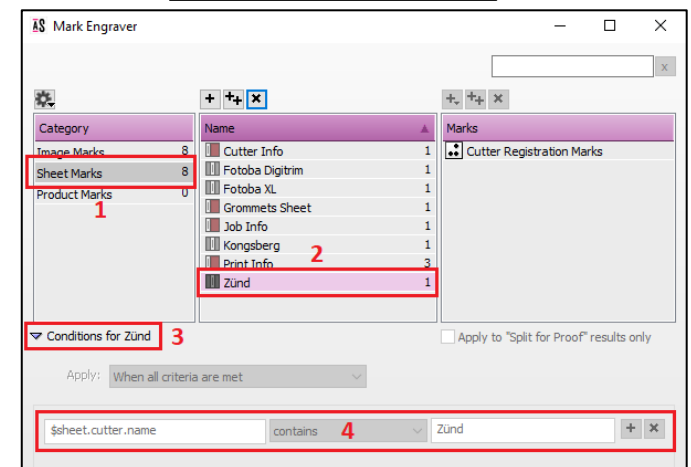 Mark Engraver
x
Category
Image Marks 8
Sheet Marks 8
Product Marks 0
1
Name
Cutter Info 1
Fotoba Digitrim 1
Fotoba XL 1
Grommets Sheet 1
Job Info 1
Kongsberg 1
2
Print Info 3
Zünd 1
Marks
Cutter Registration Marks
Conditions for Zünd 3
Apply to "Split for Proof" results only
Apply: When all criteria are met
$sheet.cutter.name contains 4 Zünd